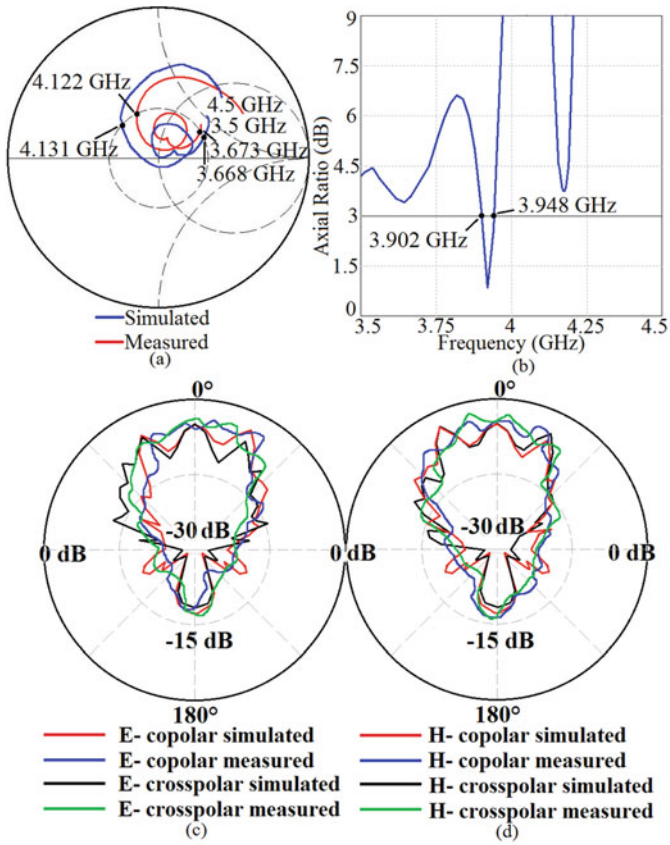 4.122 GHz
4.131 GHz
4.5 GHz
3.5 GHz
3.673 GHz
3.668 GHz
Simulated
Measured
(a)
Axial Ratio (dB)
9
7.5
6
4.5
3
1.5
0
3.902 GHz
3.948 GHz
3.5
3.75
4
4.25
4.5
Frequency (GHz)
(b)
0°
-30 dB
0 dB
0 dB
-15 dB
180°
E- copolar simulated
E- copolar measured
E- crosspolar simulated
E- crosspolar measured
(c)
0°
-30 dB
0 dB
-15 dB
180°
H- copolar simulated
H- copolar measured
H- crosspolar simulated
H- crosspolar measured
(d)